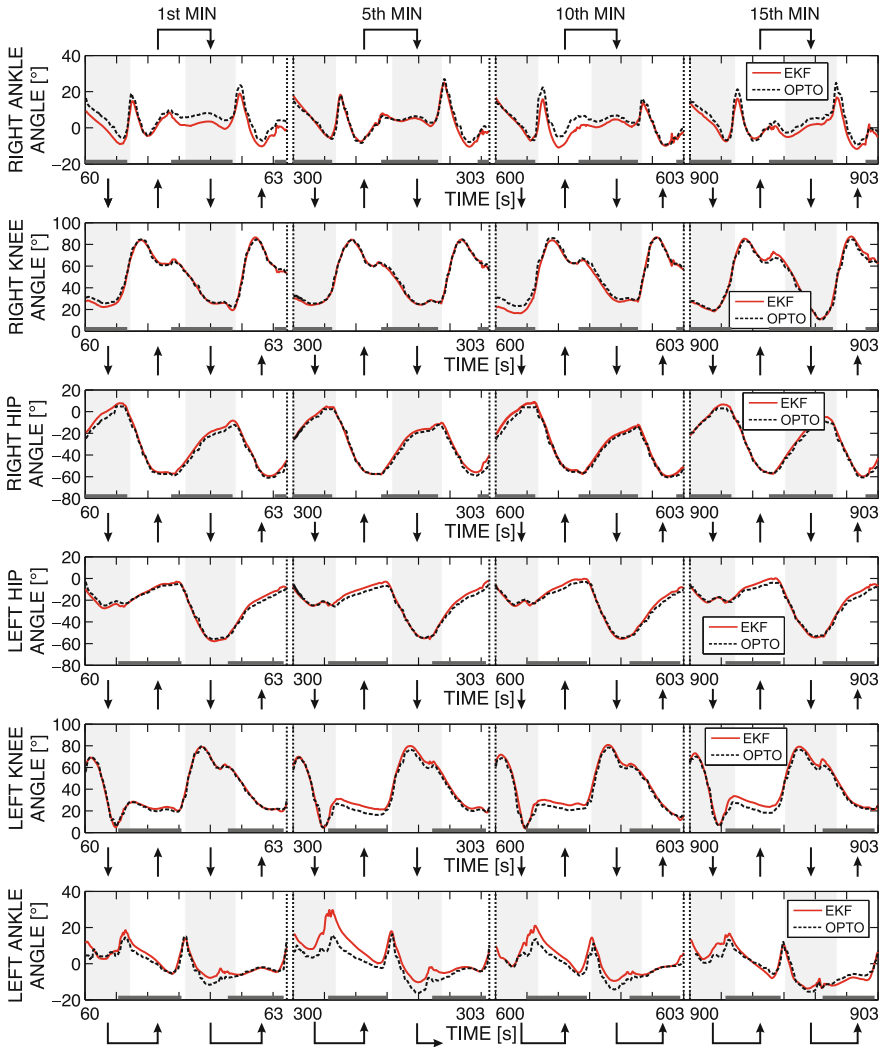 1st MIN 5th MIN 10th MIN 15th MIN
RIGHT ANKLE
ANGLE [°]
40
20
0
−20
EKF
OPTO
60 63 300 303 600 603 900 903
TIME [s]
RIGHT KNEE
ANGLE [°]
100
80
60
40
20
0
EKF
OPTO
60 63 300 303 600 603 900 903
TIME [s]
RIGHT HIP
ANGLE [°]
20
0
−20
−40
−60
−80
EKF
OPTO
60 63 300 303 600 603 900 903
TIME [s]
LEFT HIP
ANGLE [°]
20
0
−20
−40
−60
−80
EKF
OPTO
60 63 300 303 600 603 900 903
TIME [s]
LEFT KNEE
ANGLE [°]
100
80
60
40
20
0
EKF
OPTO
60 63 300 303 600 603 900 903
TIME [s]
LEFT ANKLE
ANGLE [°]
40
20
0
−20
EKF
OPTO
60 63 300 303 600 603 900 903
TIME [s]